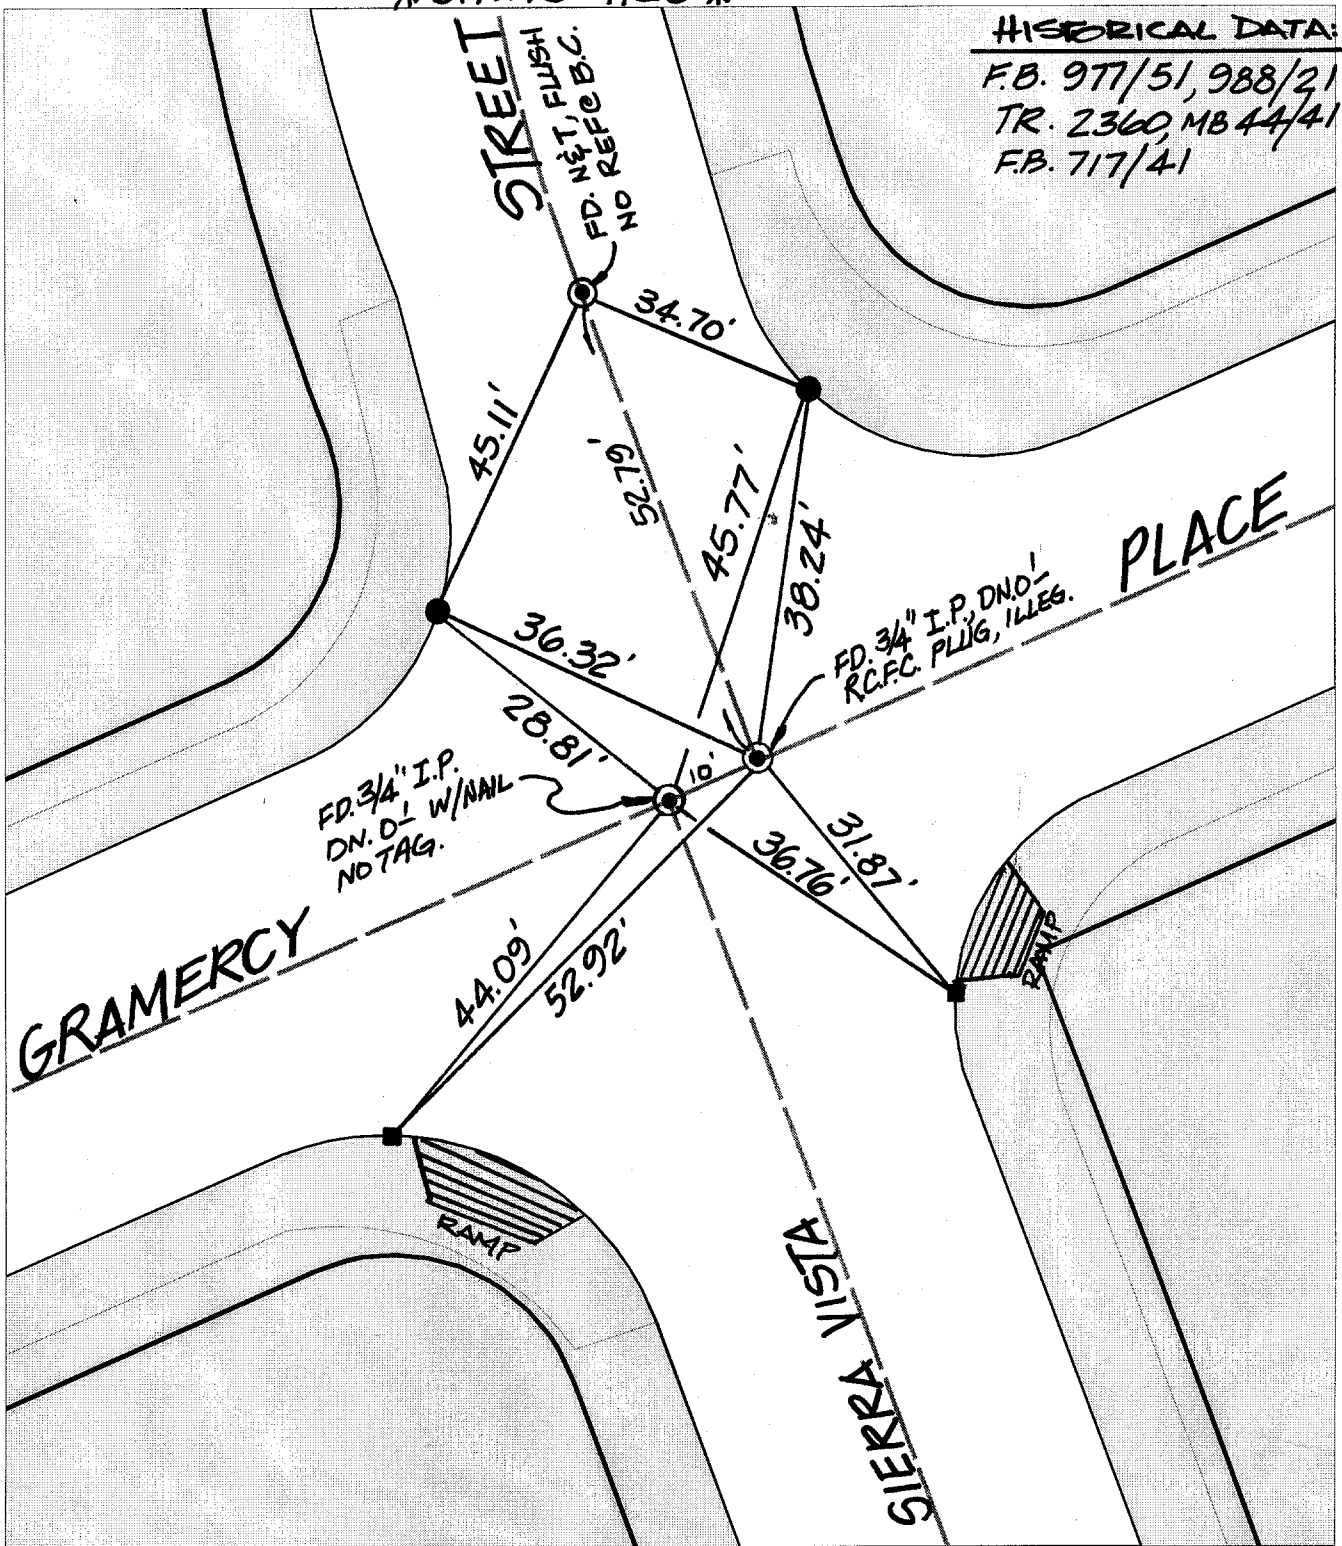 HISTORICAL DATA:
F.B. 977/51, 988/21
TR. 2360, MB 44/41
F.B. 717/41
STREET
FD. N&T, FLUSH
NO REF@B.C.
34.70'
45.11'
52.79'
45.77'
38.24'
PLACE
FD. 3/4" I.P., DN.0'
R.C.F.C. PLUG, ILLEG.
36.32'
28.81'
10'
FD. 3/4" I.P.
DN. 0' W/NAIL
NO TAG.
31.87'
36.76'
GRAMERCY
44.09'
52.92'
RAMP
RAMP
SIERRA VISTA